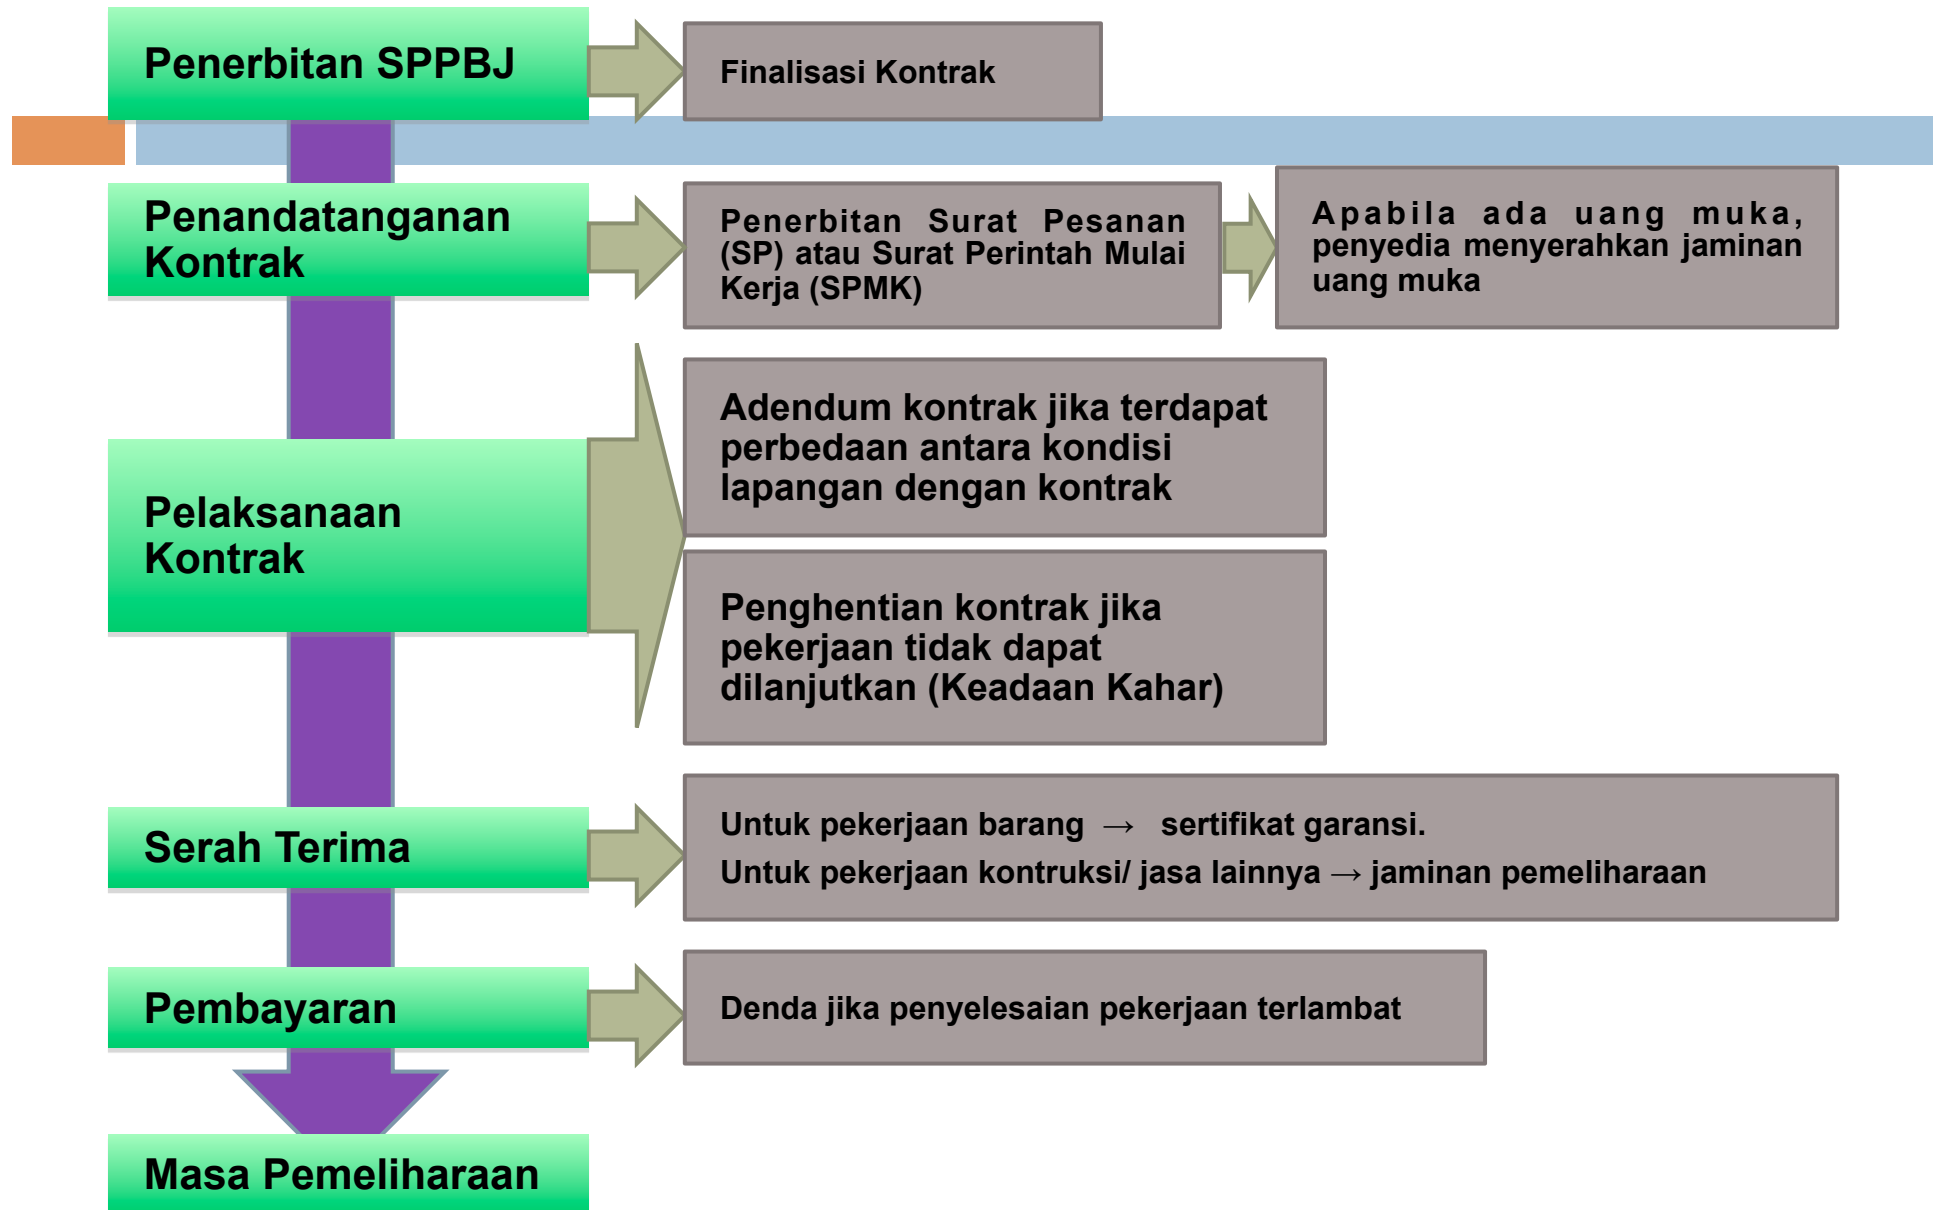 Penerbitan SPPBJ
Finalisasi Kontrak
Penandatanganan
Kontrak
Penerbitan Surat Pesanan
(SP) atau Surat Perintah Mulai
Kerja (SPMK)
Apabila ada uang muka,
penyedia menyerahkan jaminan
uang muka
Pelaksanaan
Kontrak
Adendum kontrak jika terdapat
perbedaan antara kondisi
lapangan dengan kontrak
Penghentian kontrak jika
pekerjaan tidak dapat
dilanjutkan (Keadaan Kahar)
Serah Terima
Untuk pekerjaan barang → sertifikat garansi.
Untuk pekerjaan kontruksi/ jasa lainnya → jaminan pemeliharaan
Pembayaran
Denda jika penyelesaian pekerjaan terlambat
Masa Pemeliharaan